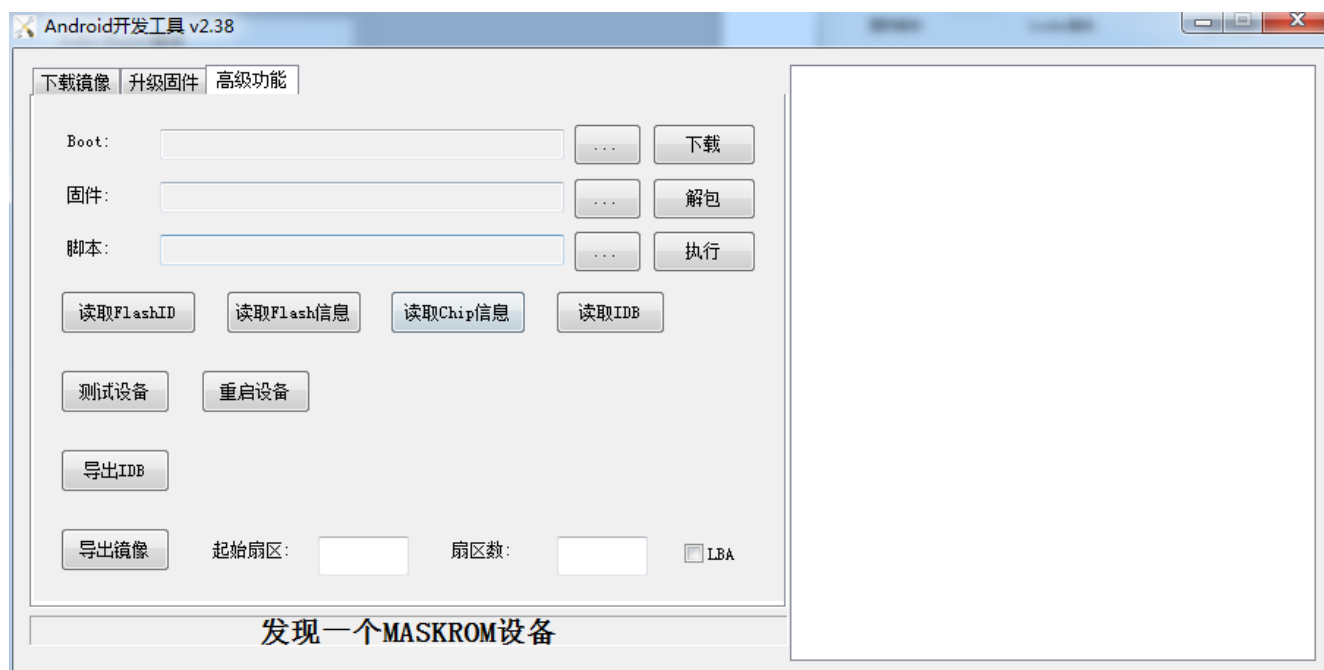 Android开发工具 v2.38
下载镜像 升级固件 高级功能
Boot: ... 下载
固件: ... 解包
脚本: ... 执行
读取FlashID 读取Flash信息 读取Chip信息 读取IDB
测试设备 重启设备
导出IDB
导出镜像 起始扇区: 扇区数: LBA
发现一个MASKROM设备